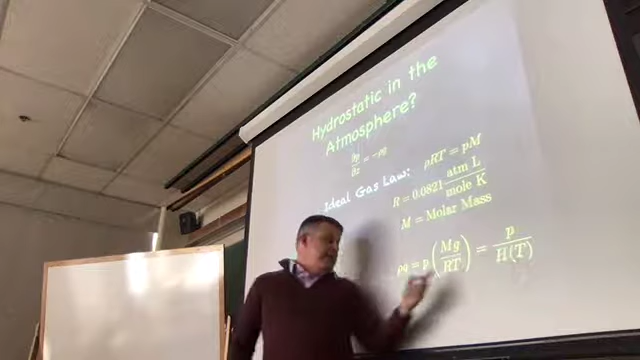 Hydrostatic in the
Atmosphere?
∂p/∂z = −ρg
Ideal Gas Law: ρRT = pM
R = 0.0821 atm L / mole K
M = Molar Mass
ρg = p(Mg/RT) = p/H(T)